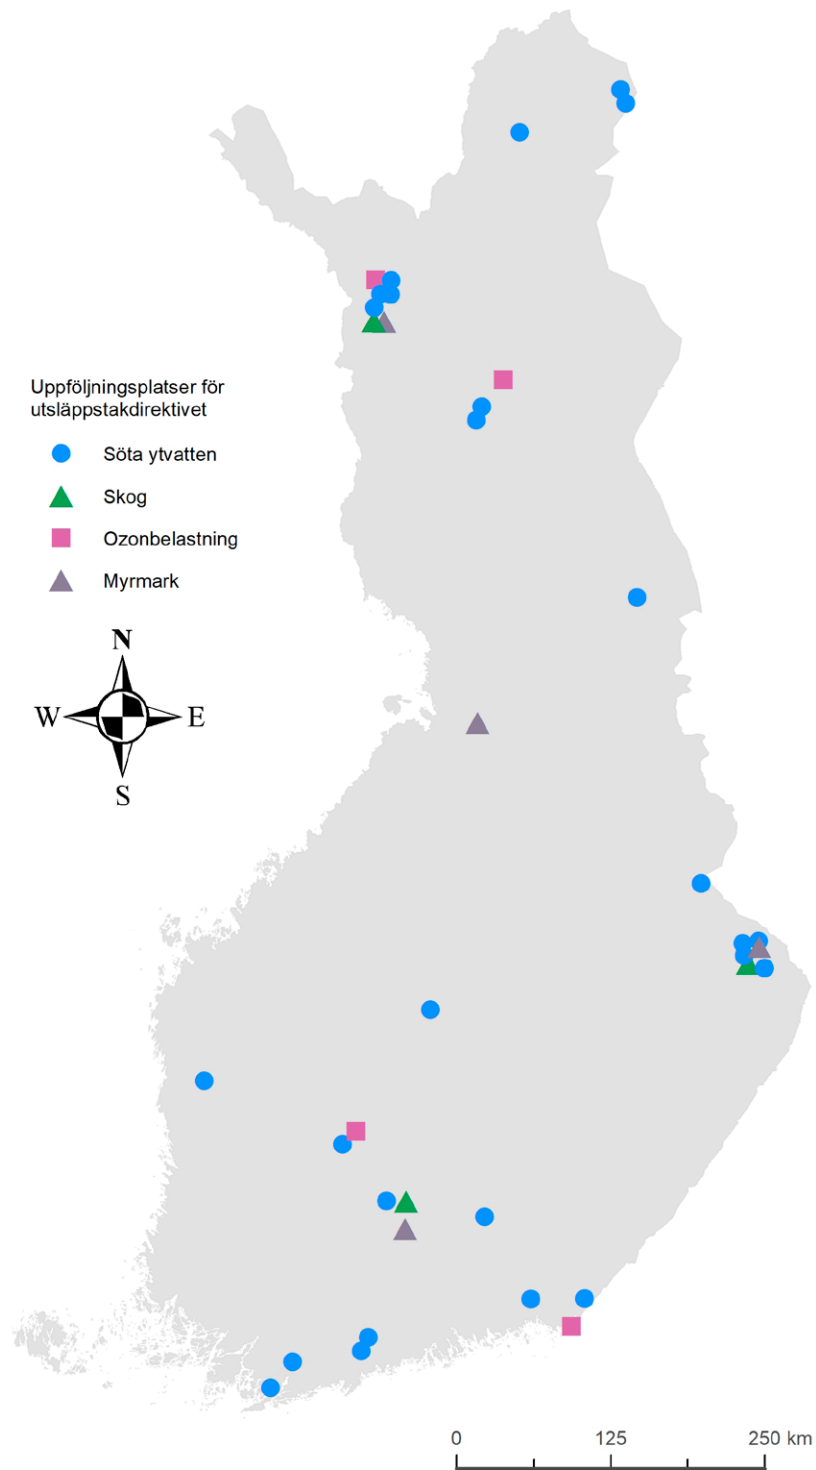 Uppföljningsplatser för
utsläppstakdirektivet
Söta ytvatten
Skog
Ozonbelastning
Myrmark
N
W E
S
0 125 250 km